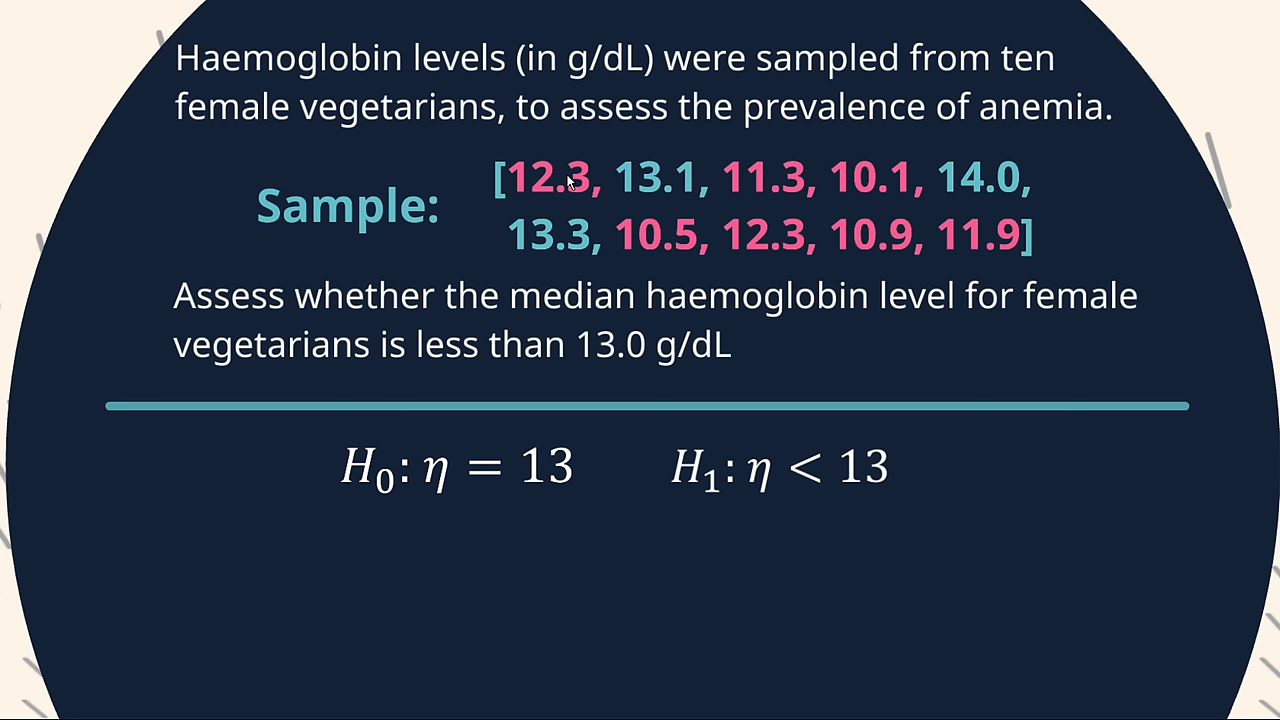 Haemoglobin levels (in g/dL) were sampled from ten
female vegetarians, to assess the prevalence of anemia.
Sample:
[12.3, 13.1, 11.3, 10.1, 14.0,
13.3, 10.5, 12.3, 10.9, 11.9]
Assess whether the median haemoglobin level for female
vegetarians is less than 13.0 g/dL
H₀: η = 13 H₁: η < 13